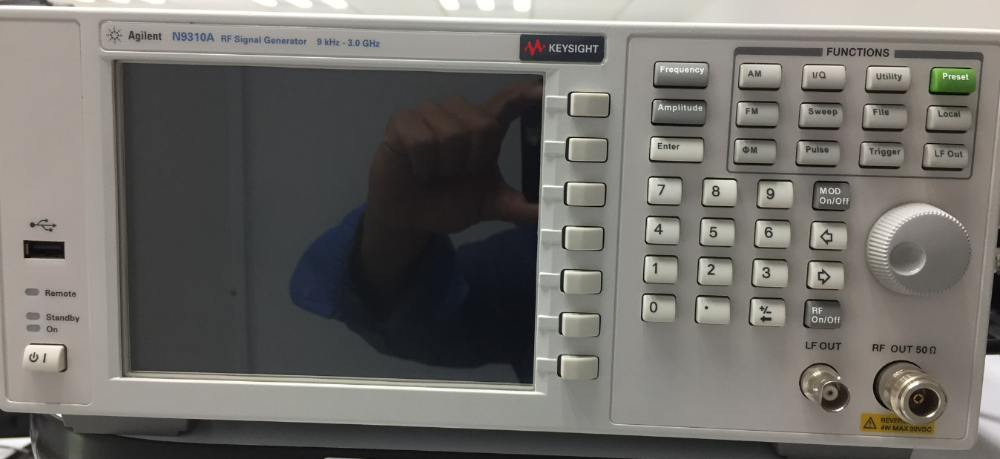 Agilent N9310A RF Signal Generator 9 kHz - 3.0 GHz
KEYSIGHT
Remote
Standby
On
FUNCTIONS
Frequency
AM
I/Q
Utility
Preset
Amplitude
FM
Sweep
File
Local
Enter
ΦM
Pulse
Trigger
LF Out
7
8
9
MOD
On/Off
4
5
6
1
2
3
0
.
+/-
RF
On/Off
LF OUT
RF OUT 50 Ω
4W MAX 30VDC